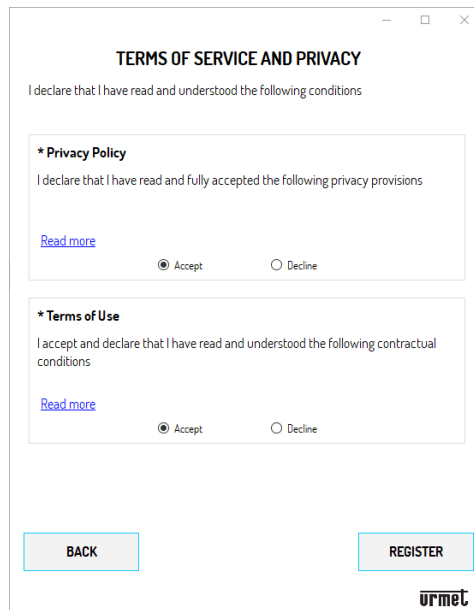 TERMS OF SERVICE AND PRIVACY
I declare that I have read and understood the following conditions
* Privacy Policy
I declare that I have read and fully accepted the following privacy provisions
Read more
Accept Decline
* Terms of Use
I accept and declare that I have read and understood the following contractual
conditions
Read more
Accept Decline
BACK REGISTER
urmet